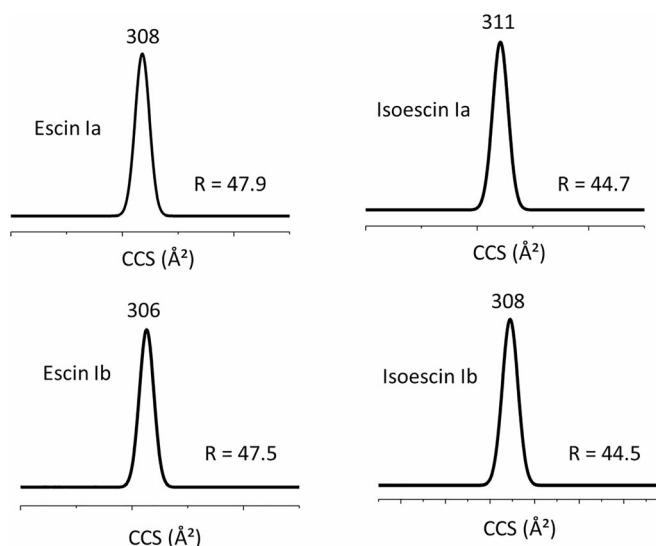 308
Escin Ia
R = 47.9
CCS (Å²)
311
Isoescin Ia
R = 44.7
CCS (Å²)
306
Escin Ib
R = 47.5
CCS (Å²)
308
Isoescin Ib
R = 44.5
CCS (Å²)